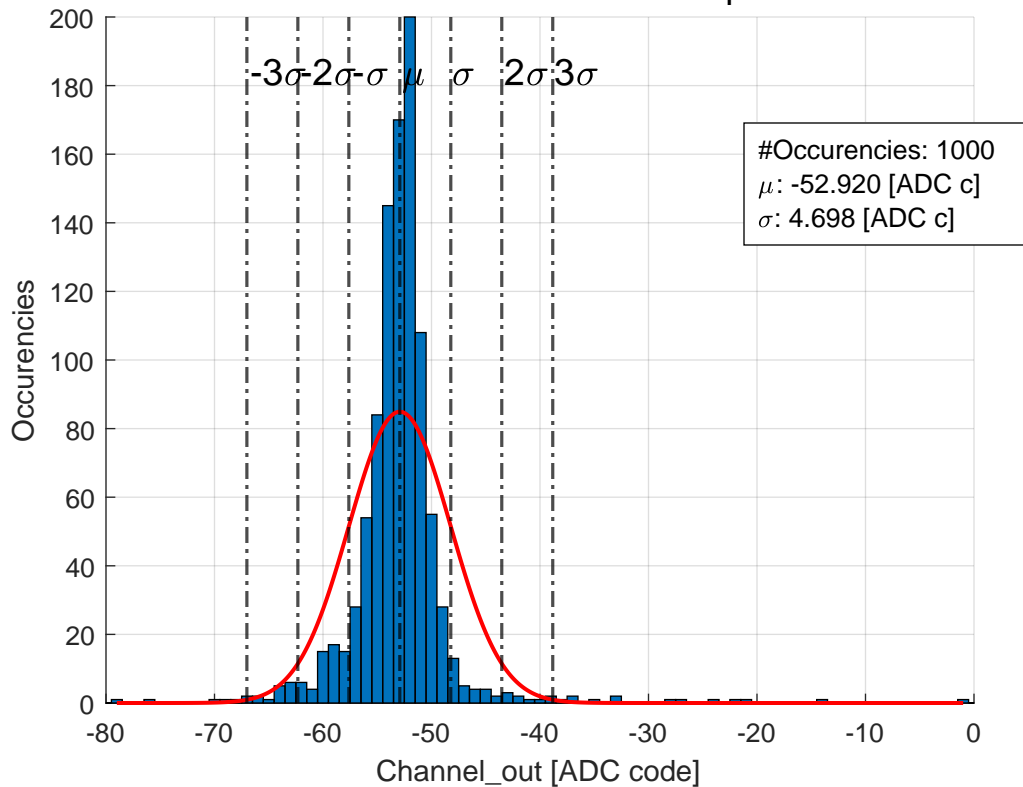 200
180
160
140
120
100
80
60
40
20
0
Occurencies
-3σ -2σ -σ μ σ 2σ 3σ
#Occurencies: 1000
μ: -52.920 [ADC c]
σ: 4.698 [ADC c]
-80 -70 -60 -50 -40 -30 -20 -10 0
Channel_out [ADC code]